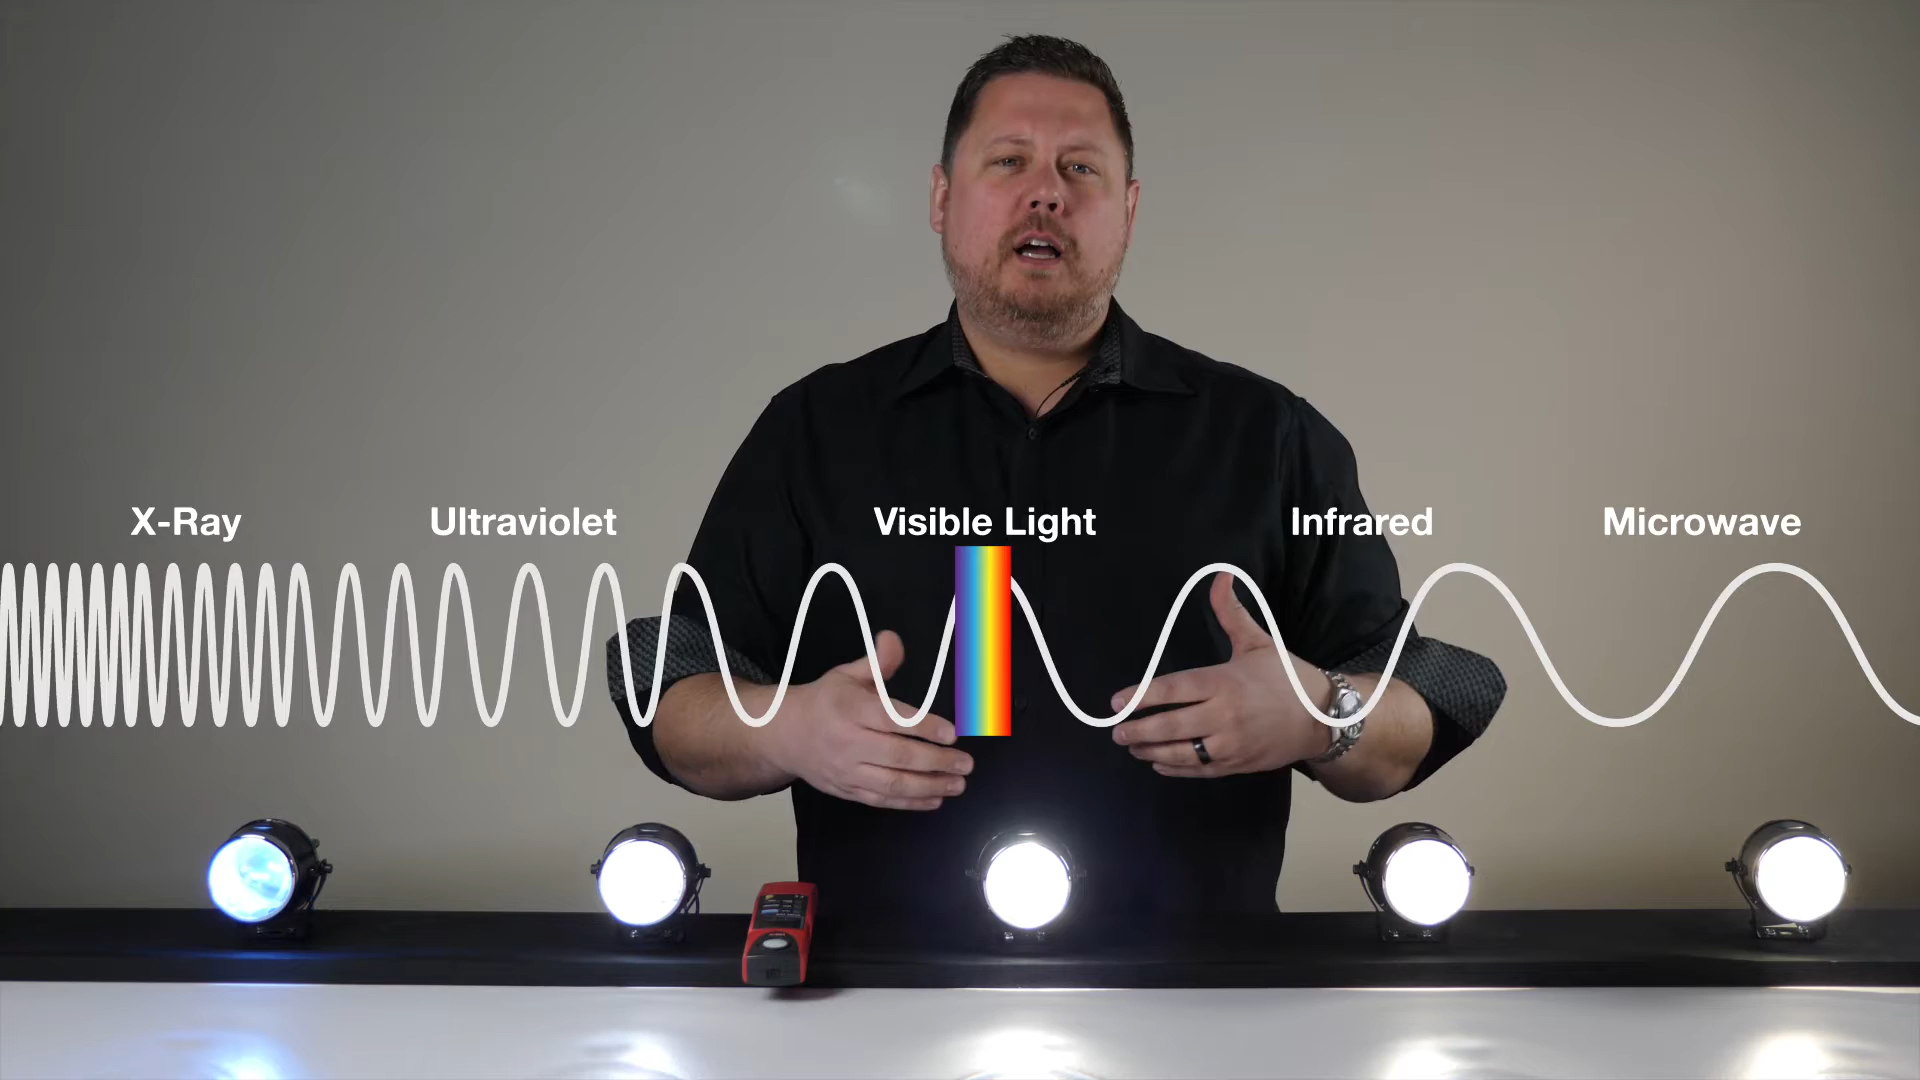 X-Ray
Ultraviolet
Visible Light
Infrared
Microwave